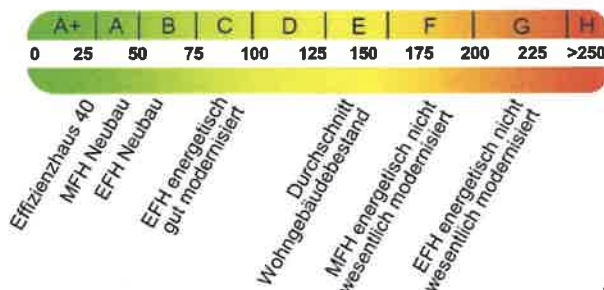 A+ A B C D E F G H
0 25 50 75 100 125 150 175 200 225 >250
Effizienzhaus 40
MFH Neubau
EFH Neubau
EFH energetisch
gut modernisiert
Durchschnitt
Wohngebäudebestand
MFH energetisch nicht
wesentlich modernisiert
EFH energetisch nicht
wesentlich modernisiert